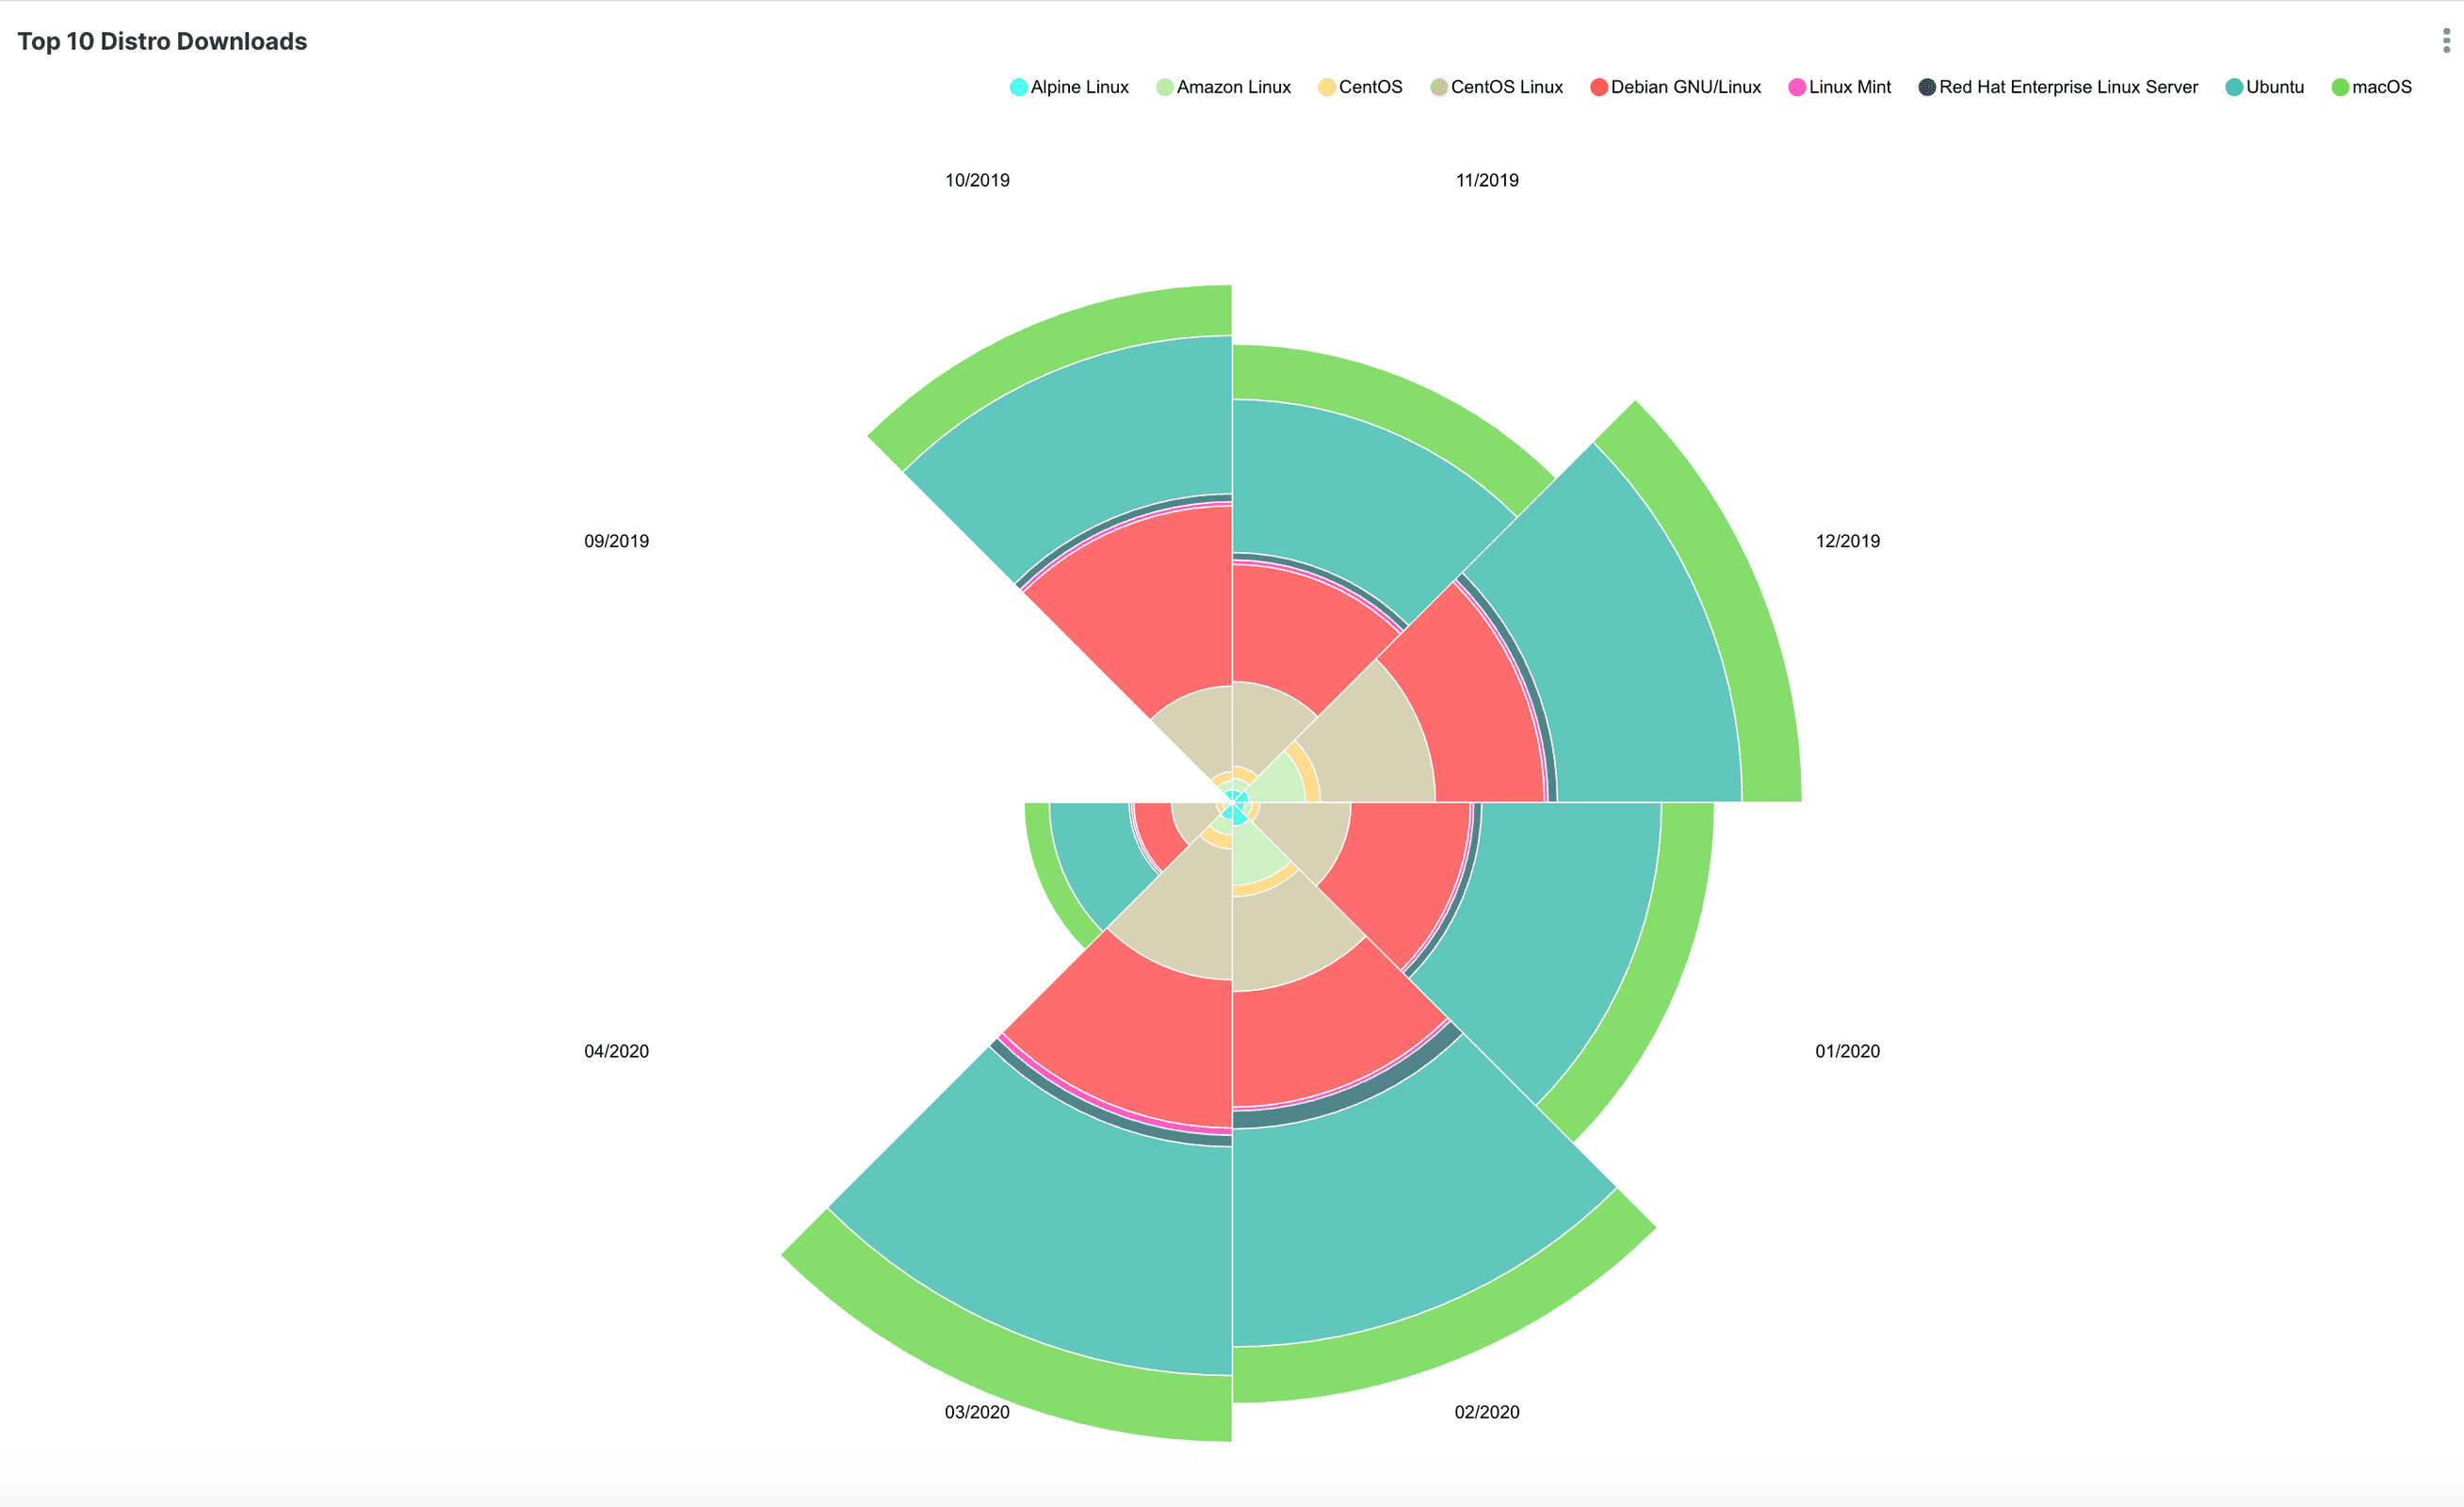 Top 10 Distro Downloads
Alpine Linux Amazon Linux CentOS CentOS Linux Debian GNU/Linux Linux Mint Red Hat Enterprise Linux Server Ubuntu macOS
10/2019 11/2019
09/2019 12/2019
04/2020 01/2020
03/2020 02/2020